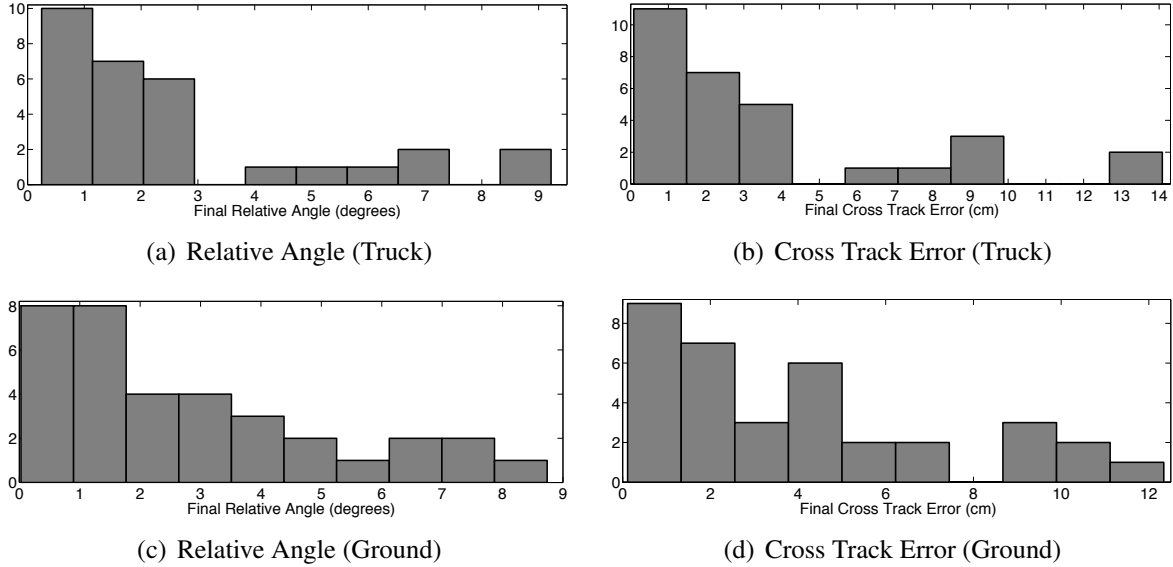 10
8
6
4
2
0
0 1 2 3 4 5 6 7 8 9
Final Relative Angle (degrees)
(a) Relative Angle (Truck)
10
8
6
4
2
0
0 1 2 3 4 5 6 7 8 9 10 11 12 13 14
Final Cross Track Error (cm)
(b) Cross Track Error (Truck)
8
6
4
2
0
0 1 2 3 4 5 6 7 8 9
Final Relative Angle (degrees)
(c) Relative Angle (Ground)
8
6
4
2
0
0 2 4 6 8 10 12
Final Cross Track Error (cm)
(d) Cross Track Error (Ground)